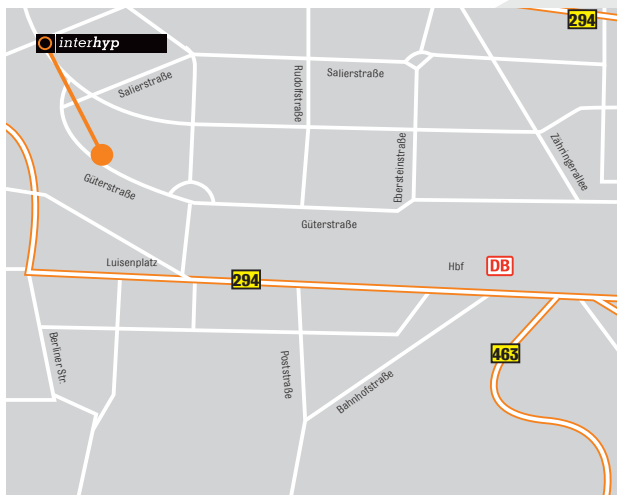 294
interhyp
Salierstraße
Salierstraße
Rudolfstraße
Ebersteinstraße
Zähringerallee
Güterstraße
Güterstraße
Luisenplatz
294
Hbf
DB
463
Berliner Str.
Poststraße
Bahnhofstraße